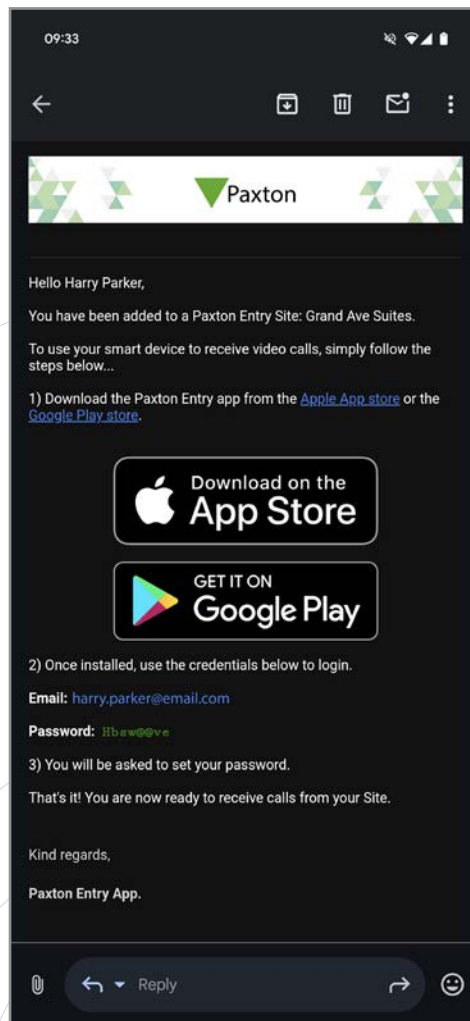 09:33
Paxton
Hello Harry Parker,
You have been added to a Paxton Entry Site: Grand Ave Suites.
To use your smart device to receive video calls, simply follow the
steps below...
1) Download the Paxton Entry app from the Apple App store or the
Google Play store.
Download on the
App Store
GET IT ON
Google Play
2) Once installed, use the credentials below to login.
Email: harry.parker@email.com
Password: Hbsw@@ve
3) You will be asked to set your password.
That's it! You are now ready to receive calls from your Site.
Kind regards,
Paxton Entry App.
Reply